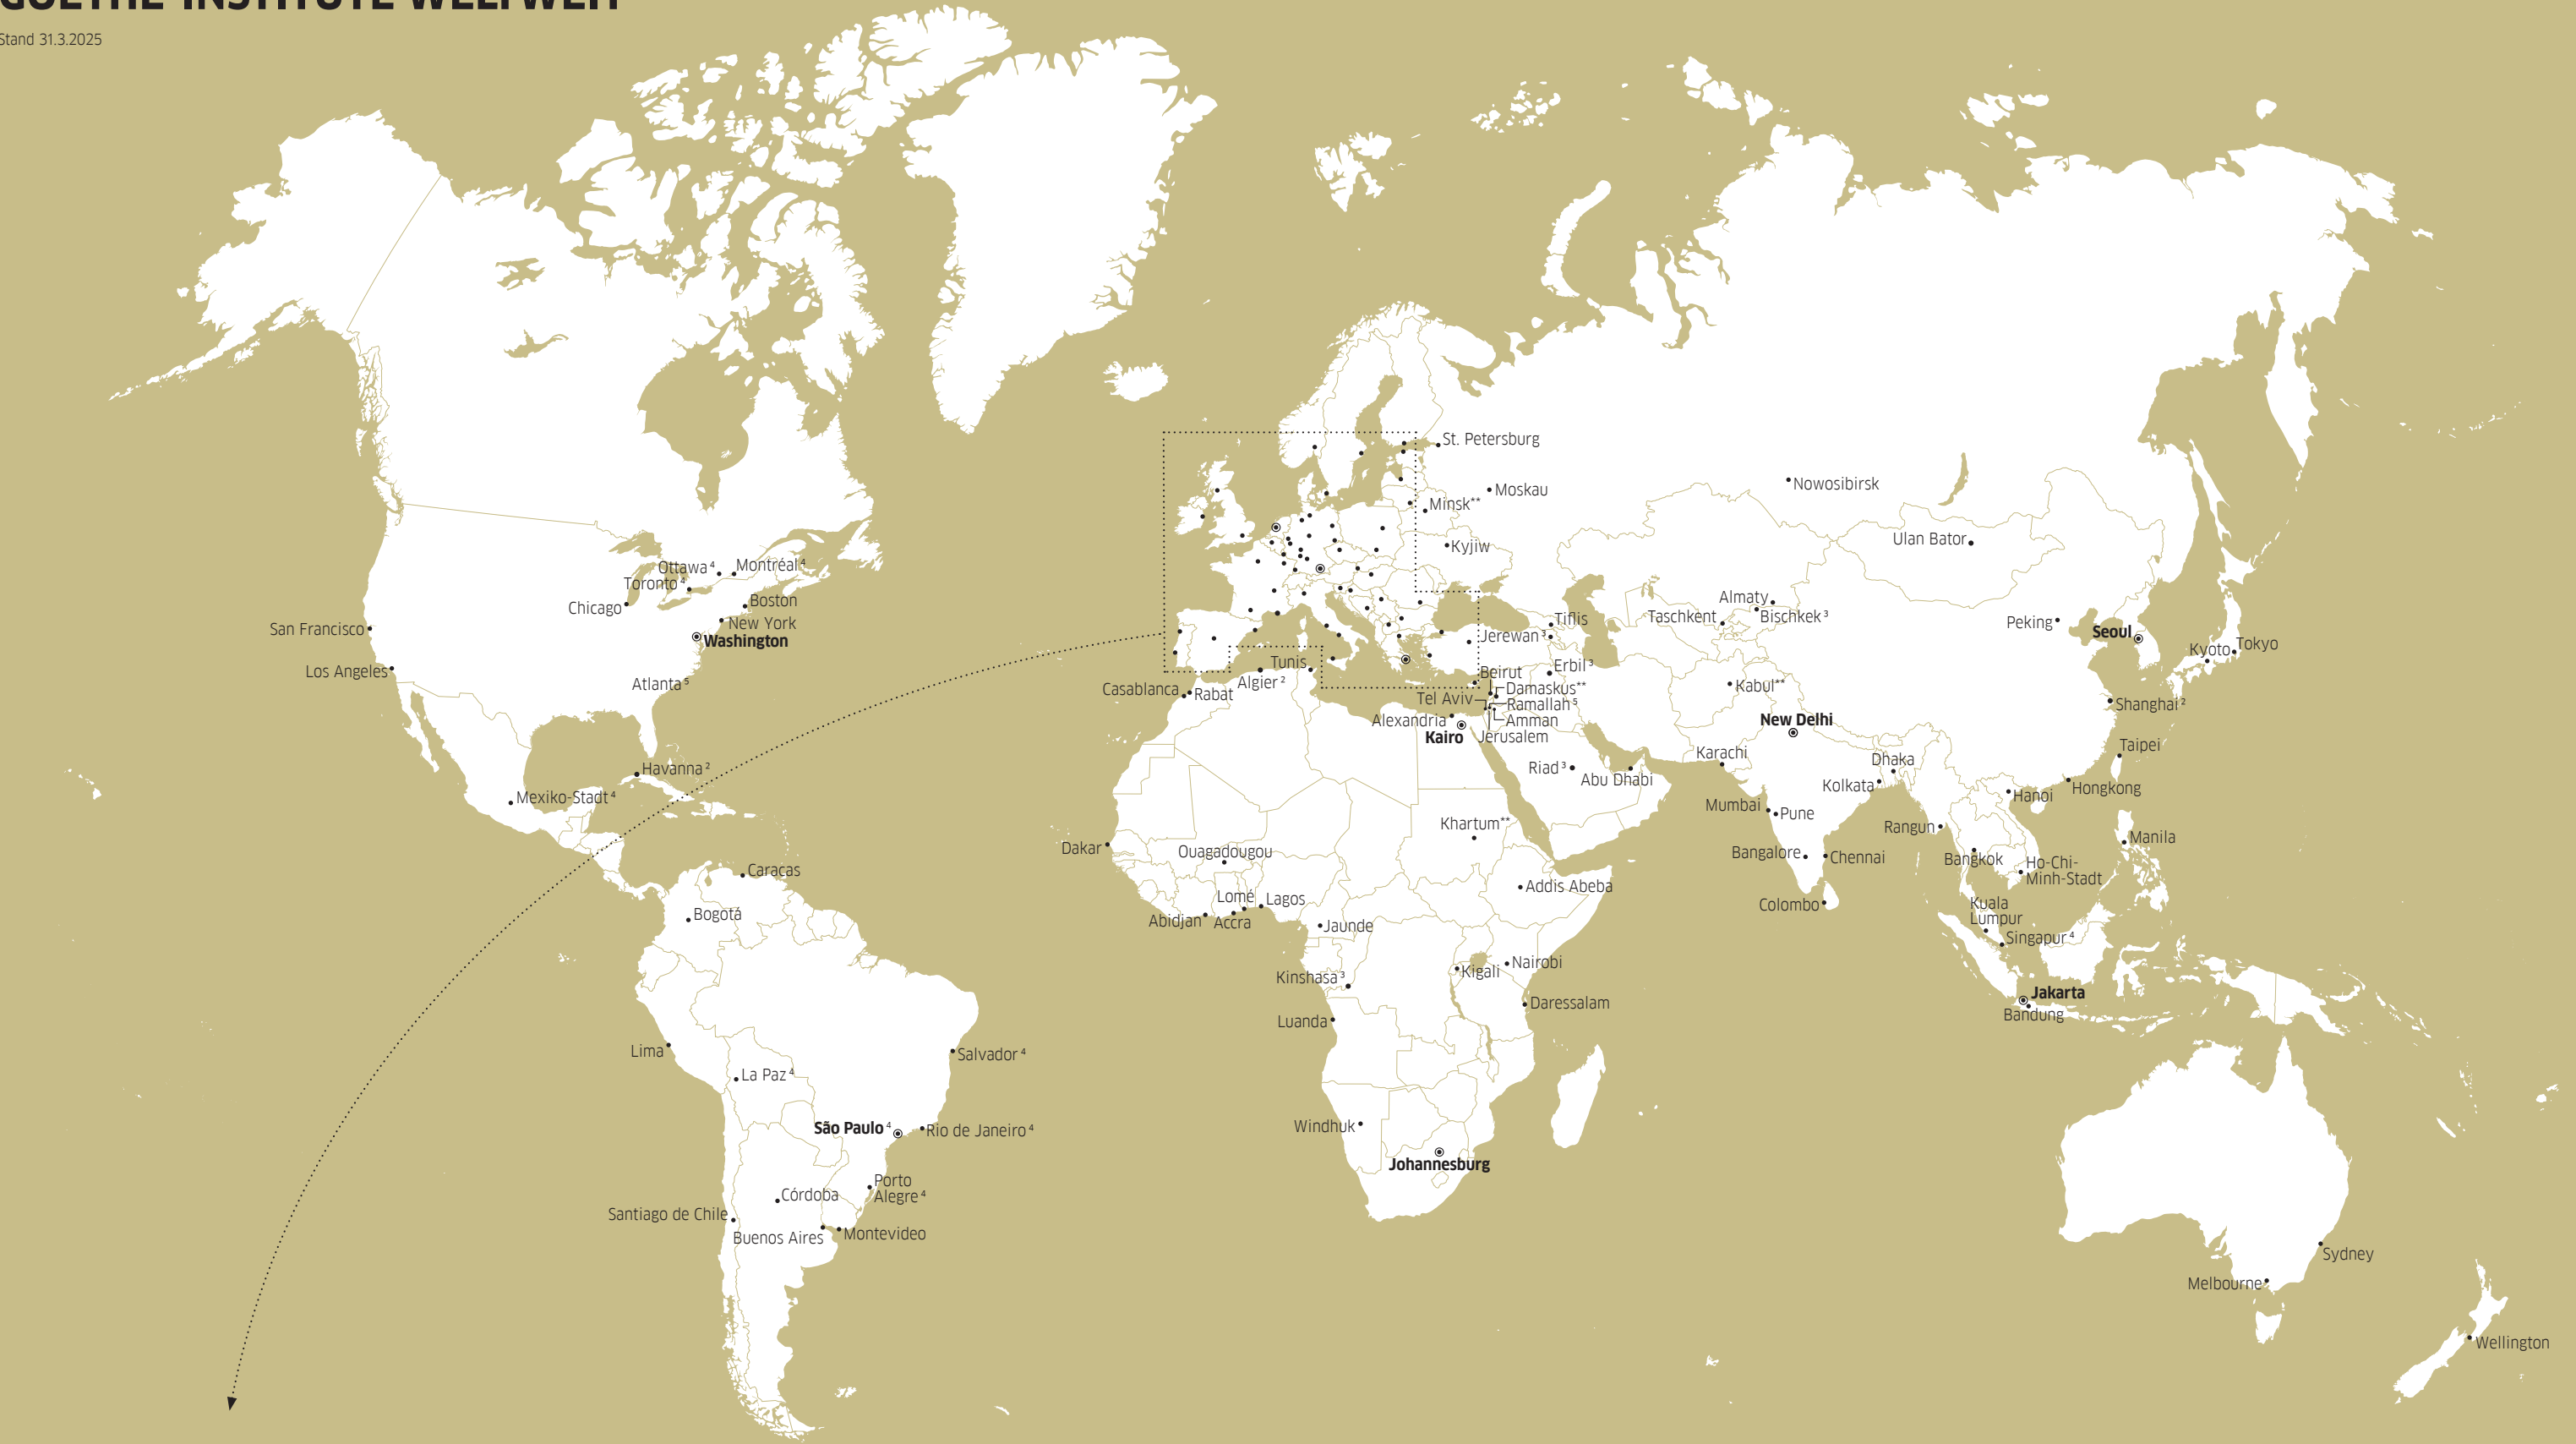 GOETHE-INSTITUTE WELTWEIT
Stand 31.3.2025
St. Petersburg
Moskau
Nowosibirsk
Minsk**
Kyjiw
Ulan Bator
Ottawa⁴
Montréal⁴
Toronto⁴
Chicago
Boston
New York
San Francisco
Washington
Los Angeles
Atlanta⁵
Havanna²
Mexiko-Stadt⁴
Caracas
Bogotá
Lima
La Paz⁴
Salvador⁴
São Paulo⁴
Rio de Janeiro⁴
Porto
Alegre⁴
Córdoba
Santiago de Chile
Buenos Aires
Montevideo
Tiflis
Jerewan³
Erbil³
Tunis
Algier²
Casablanca
Rabat
Beirut
Damaskus**
Tel Aviv
Ramallah⁵
Amman
Jerusalem
Alexandria
Kairo
Riad³
Abu Dhabi
Khartum**
Dakar
Ouagadougou
Addis Abeba
Lomé
Lagos
Abidjan
Accra
Jaunde
Kinshasa³
Kigali
Nairobi
Daressalam
Luanda
Windhuk
Johannesburg
Almaty
Taschkent
Bischkek³
Kabul**
New Delhi
Karachi
Dhaka
Kolkata
Mumbai
Pune
Bangalore
Chennai
Colombo
Rangun
Peking
Seoul
Kyoto
Tokyo
Shanghai²
Taipei
Hongkong
Hanoi
Manila
Bangkok
Ho-Chi-
Minh-Stadt
Kuala
Lumpur
Singapur⁴
Jakarta
Bandung
Sydney
Melbourne
Wellington